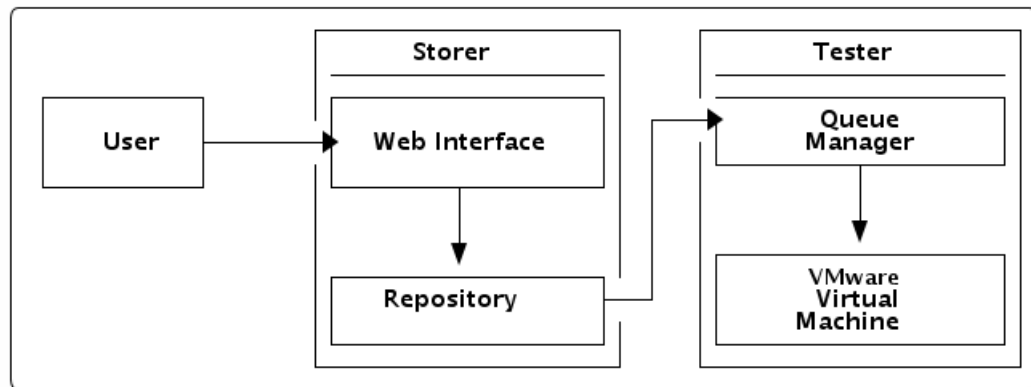 Storer
Tester
User
Web Interface
Queue
Manager
Repository
VMware
Virtual
Machine